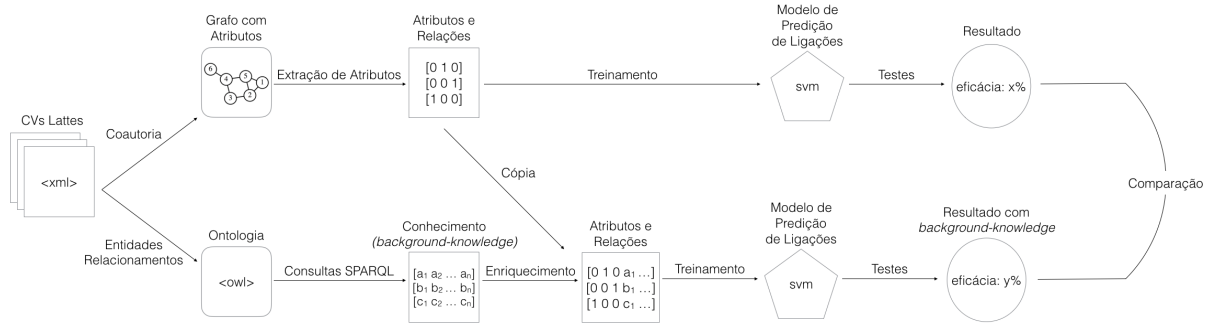 CVs Lattes
<xml>
Coautoria
Entidades
Relacionamentos
Grafo com
Atributos
6
4
5
1
3
2
Extração de Atributos
Atributos e
Relações
[0 1 0]
[0 0 1]
[1 0 0]
Treinamento
Modelo de
Predição
de Ligações
svm
Testes
Resultado
eficácia: x%
Cópia
Comparação
Ontologia
<owl>
Consultas SPARQL
Conhecimento
(background-knowledge)
[a₁ a₂ ... aₙ]
[b₁ b₂ ... bₙ]
[c₁ c₂ ... cₙ]
Enriquecimento
Atributos e
Relações
[0 1 0 a₁ ...]
[0 0 1 b₁ ...]
[1 0 0 c₁ ...]
Treinamento
Modelo de
Predição
de Ligações
svm
Testes
Resultado com
background-knowledge
eficácia: y%